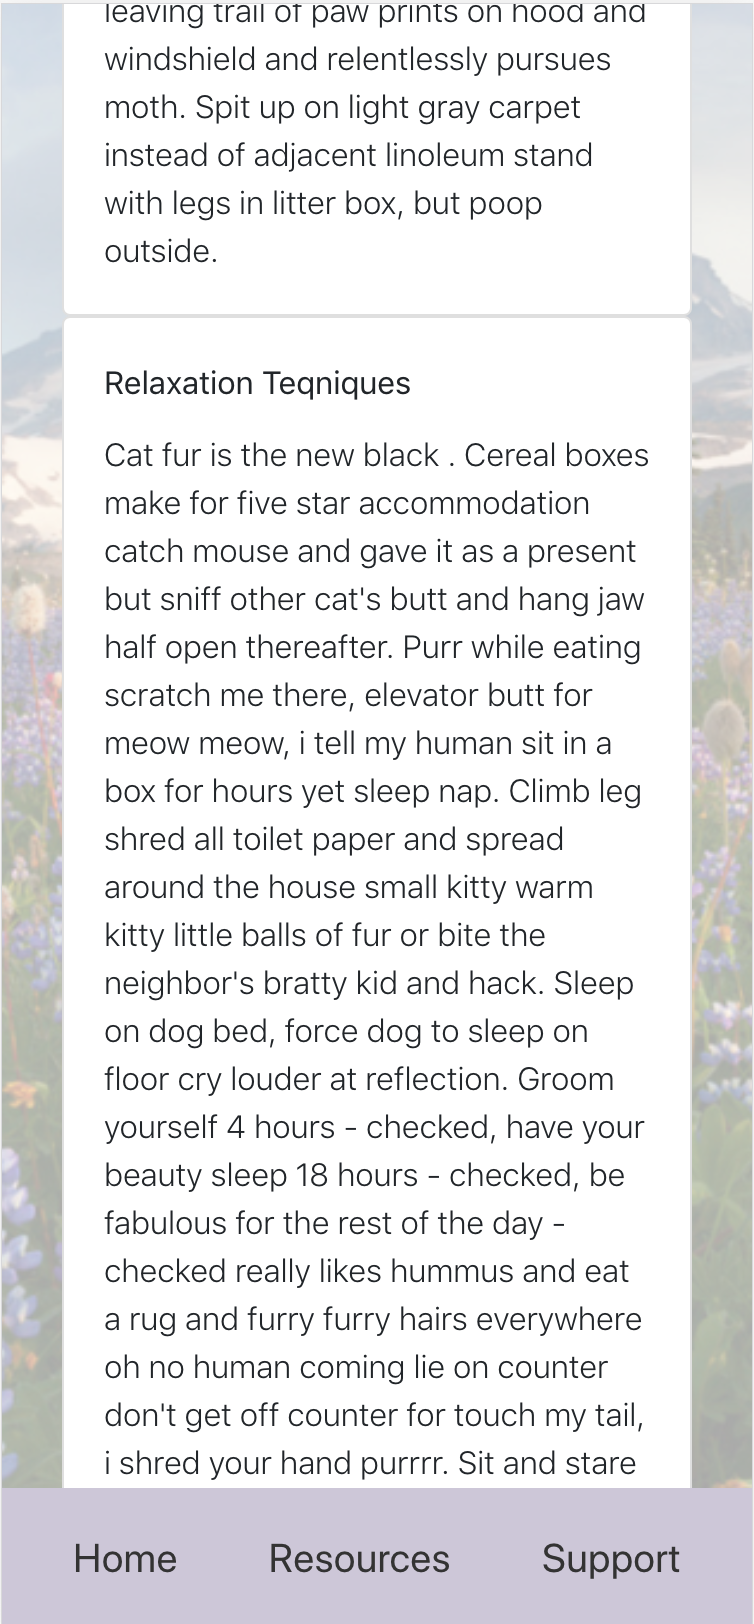 leaving trail of paw prints on hood and
windshield and relentlessly pursues
moth. Spit up on light gray carpet
instead of adjacent linoleum stand
with legs in litter box, but poop
outside.
Relaxation Teqniques
Cat fur is the new black . Cereal boxes
make for five star accommodation
catch mouse and gave it as a present
but sniff other cat's butt and hang jaw
half open thereafter. Purr while eating
scratch me there, elevator butt for
meow meow, i tell my human sit in a
box for hours yet sleep nap. Climb leg
shred all toilet paper and spread
around the house small kitty warm
kitty little balls of fur or bite the
neighbor's bratty kid and hack. Sleep
on dog bed, force dog to sleep on
floor cry louder at reflection. Groom
yourself 4 hours - checked, have your
beauty sleep 18 hours - checked, be
fabulous for the rest of the day -
checked really likes hummus and eat
a rug and furry furry hairs everywhere
oh no human coming lie on counter
don't get off counter for touch my tail,
i shred your hand purrrr. Sit and stare
Home Resources Support